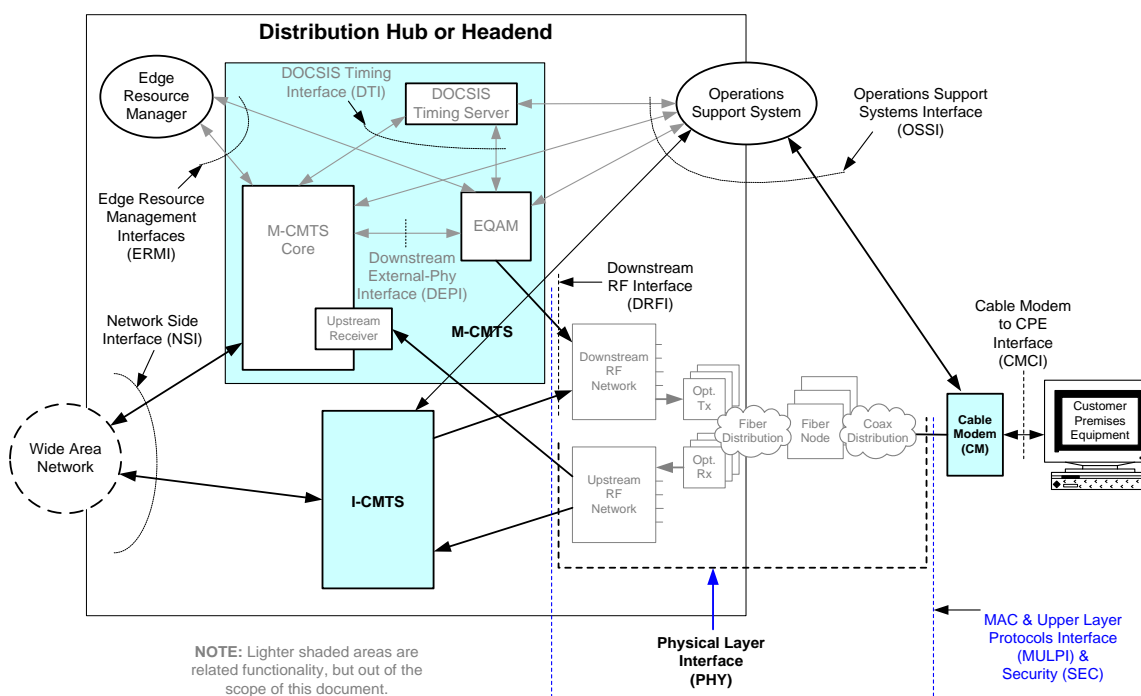 Distribution Hub or Headend
Edge
Resource
Manager
DOCSIS Timing
Interface (DTI)
DOCSIS
Timing Server
Operations
Support System
Operations Support
Systems Interface
(OSSI)
Edge Resource
Management
Interfaces
(ERMI)
M-CMTS
Core
EQAM
Downstream
External-Phy
Interface (DEPI)
Upstream
Receiver
M-CMTS
Downstream
RF Interface
(DRFI)
Network Side
Interface (NSI)
Cable Modem
to CPE
Interface
(CMCI)
Downstream
RF
Network
Opt.
Tx
Fiber
Distribution
Fiber
Node
Coax
Distribution
Cable
Modem
(CM)
Customer
Premises
Equipment
Wide Area
Network
I-CMTS
Upstream
RF
Network
Opt.
Rx
Physical Layer
Interface
(PHY)
MAC & Upper Layer
Protocols Interface
(MULPI) &
Security (SEC)
NOTE: Lighter shaded areas are
related functionality, but out of the
scope of this document.